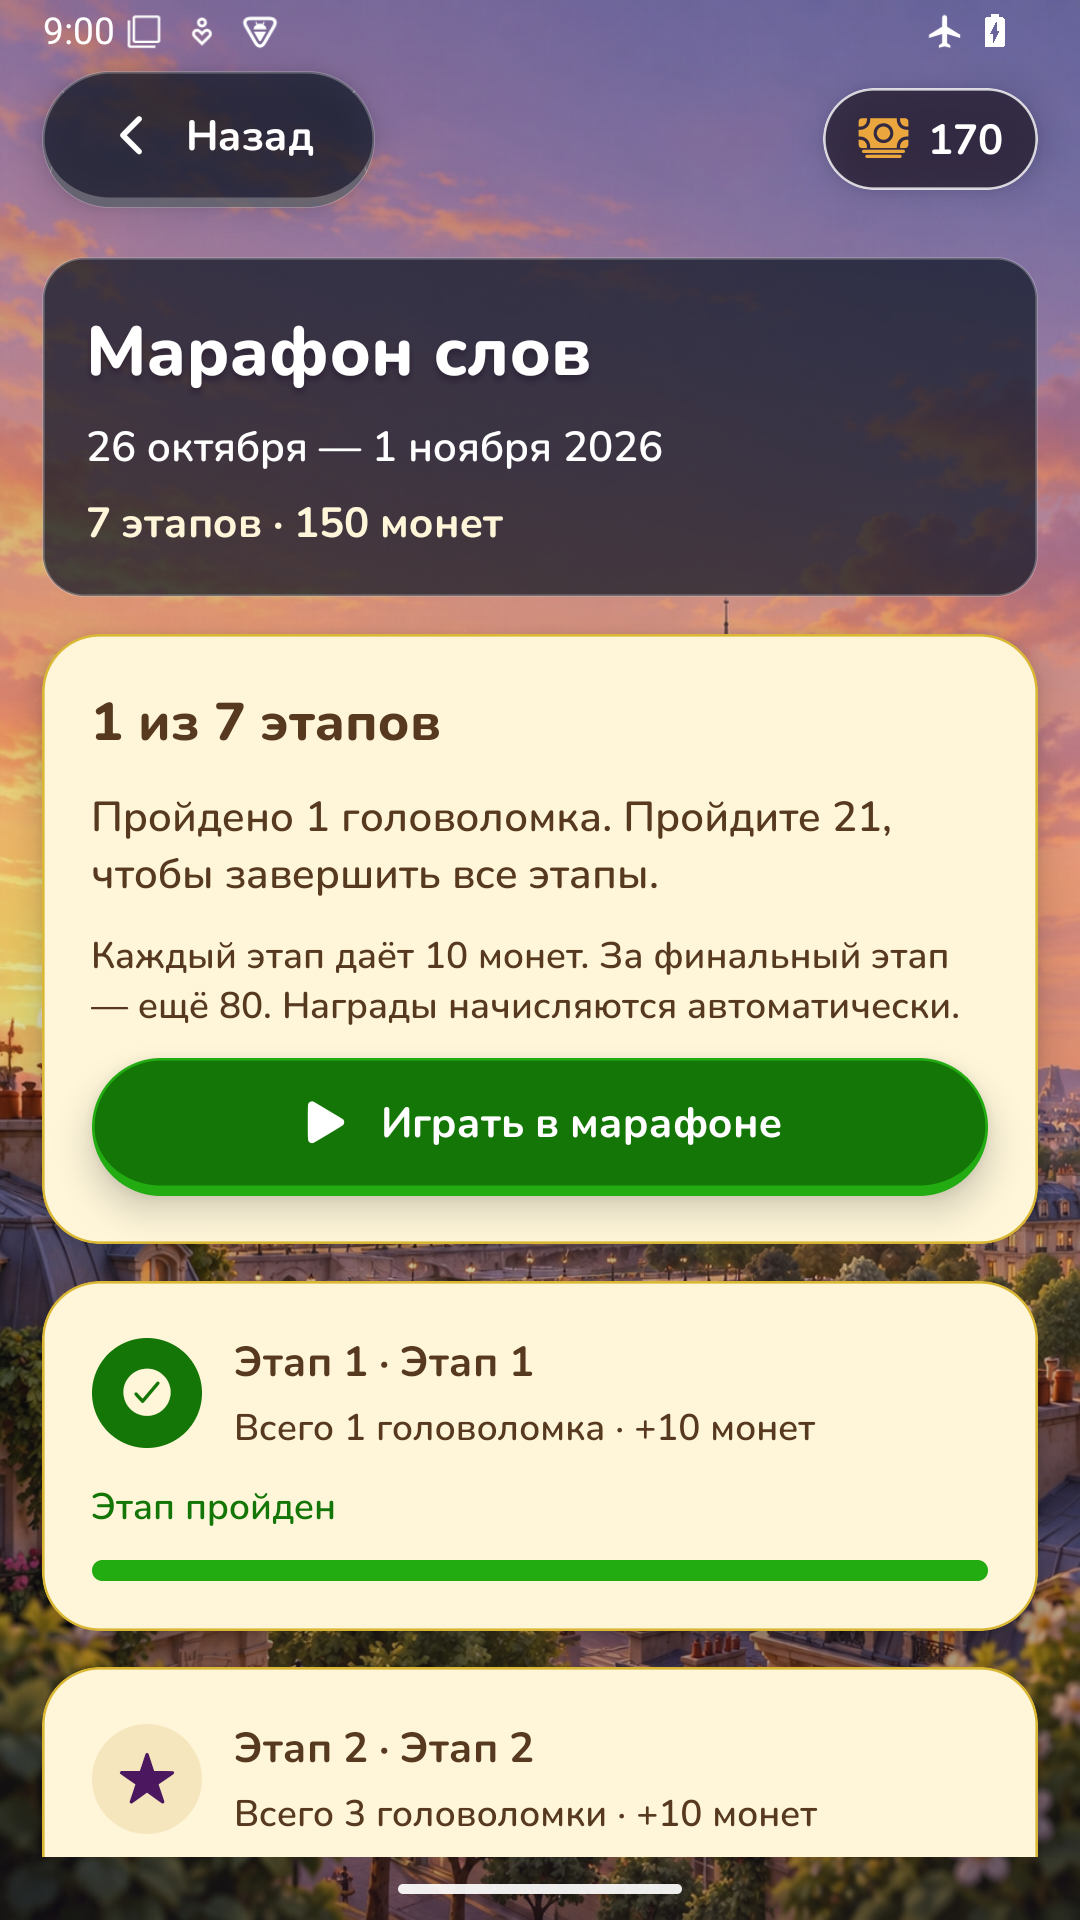 9:00
Назад
170
Марафон слов
26 октября — 1 ноября 2026
7 этапов · 150 монет
1 из 7 этапов
Пройдено 1 головоломка. Пройдите 21,
чтобы завершить все этапы.
Каждый этап даёт 10 монет. За финальный этап
— ещё 80. Награды начисляются автоматически.
Играть в марафоне
Этап 1 · Этап 1
Всего 1 головоломка · +10 монет
Этап пройден
Этап 2 · Этап 2
Всего 3 головоломки · +10 монет